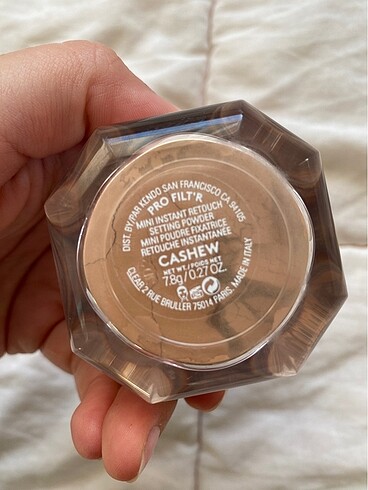 DIST. BY/PAR KENDO SAN FRANCISCO CA, 94105
PRO FILT'R
MINI INSTANT RETOUCH
SETTING POWDER
MINI POUDRE FIXATRICE
RETOUCHE INSTANTANÉE
CASHEW
NET WT./POIDS NET
7.8g/0.27 OZ.
CLEAB 2 RUE BRULLER 75014 PARIS. MADE IN ITALY